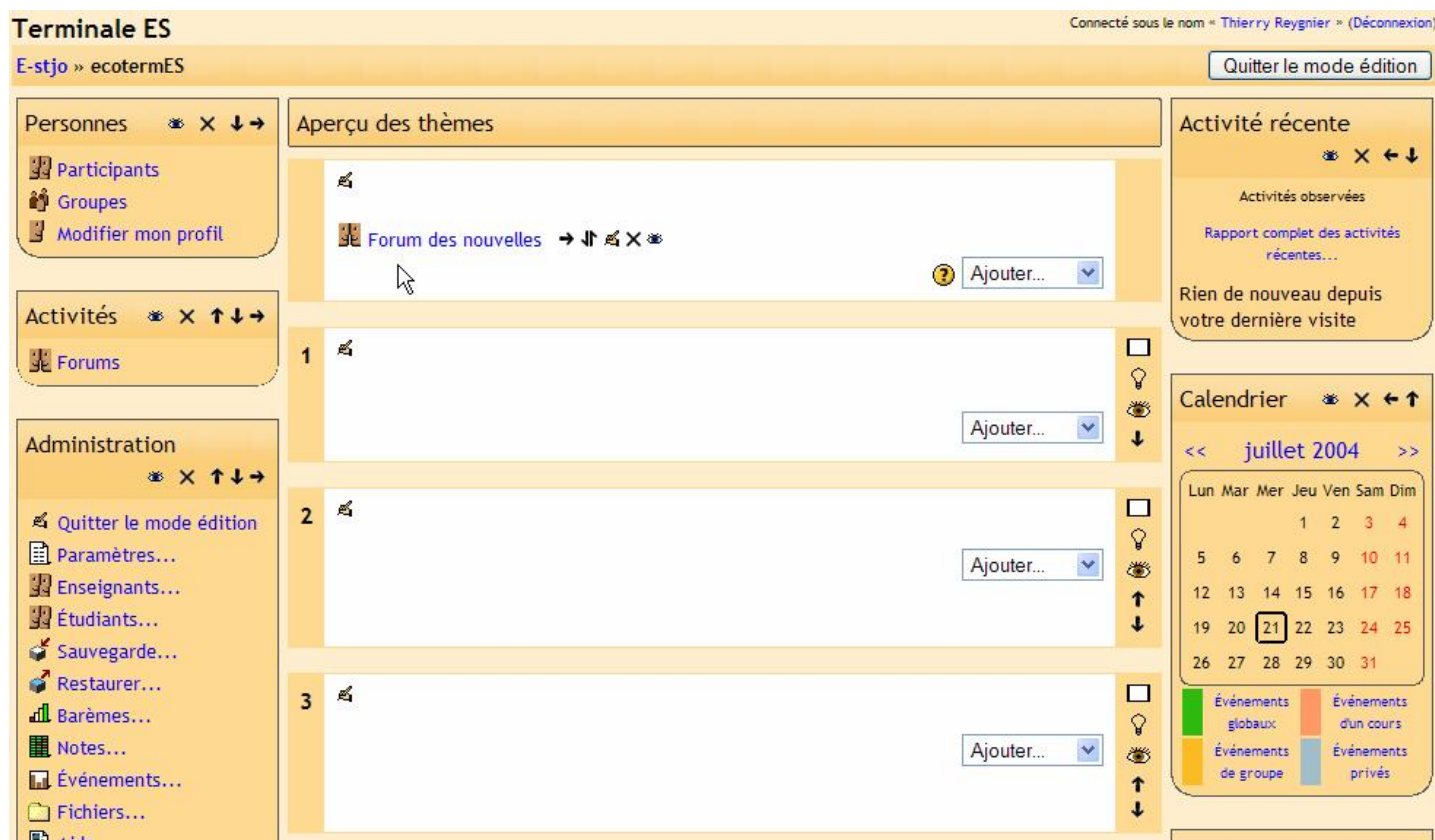 Terminale ES
Connecté sous le nom « Thierry Reygnier » (Déconnexion)
E-stjo » ecotermES
Quitter le mode édition
Personnes
Participants
Groupes
Modifier mon profil
Activités
Forums
Administration
Quitter le mode édition
Paramètres...
Enseignants...
Étudiants...
Sauvegarde...
Restaurer...
Barèmes...
Notes...
Événements...
Fichiers...
Aperçu des thèmes
Forum des nouvelles
Ajouter...
1
Ajouter...
2
Ajouter...
3
Ajouter...
Activité récente
Activités observées
Rapport complet des activités
récentes...
Rien de nouveau depuis
votre dernière visite
Calendrier
<< juillet 2004 >>
Lun Mar Mer Jeu Ven Sam Dim
1 2 3 4
5 6 7 8 9 10 11
12 13 14 15 16 17 18
19 20 21 22 23 24 25
26 27 28 29 30 31
Événements globaux
Événements d'un cours
Événements de groupe
Événements privés